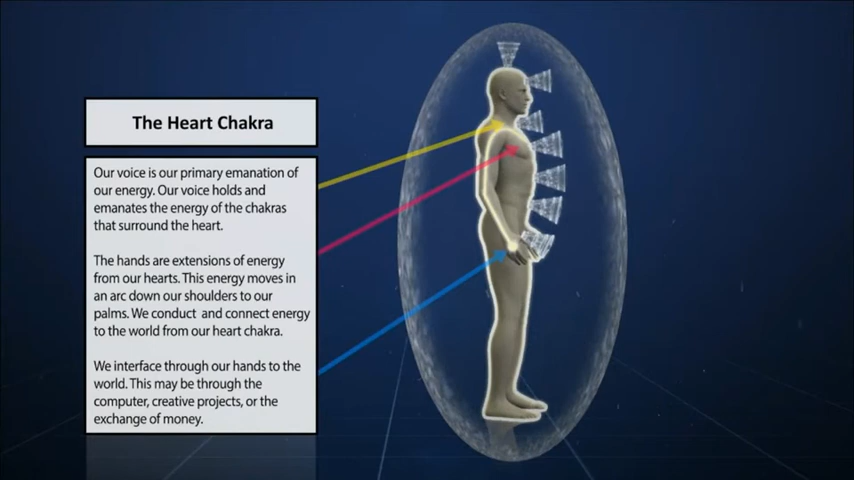 The Heart Chakra
Our voice is our primary emanation of
our energy. Our voice holds and
emanates the energy of the chakras
that surround the heart.
The hands are extensions of energy
from our hearts. This energy moves in
an arc down our shoulders to our
palms. We conduct and connect energy
to the world from our heart chakra.
We interface through our hands to the
world. This may be through the
computer, creative projects, or the
exchange of money.